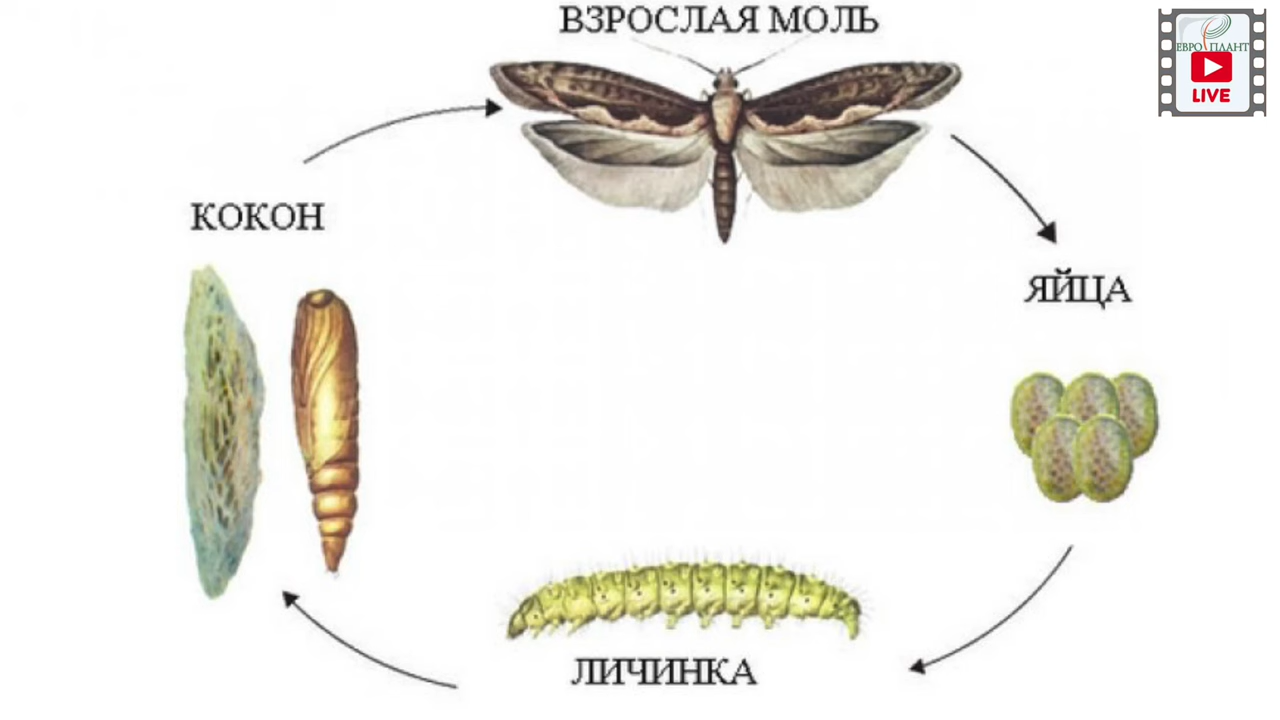 ВЗРОСЛАЯ МОЛЬ
ЕВРО ПЛАНТ
LIVE
КОКОН
ЯЙЦА
ЛИЧИНКА